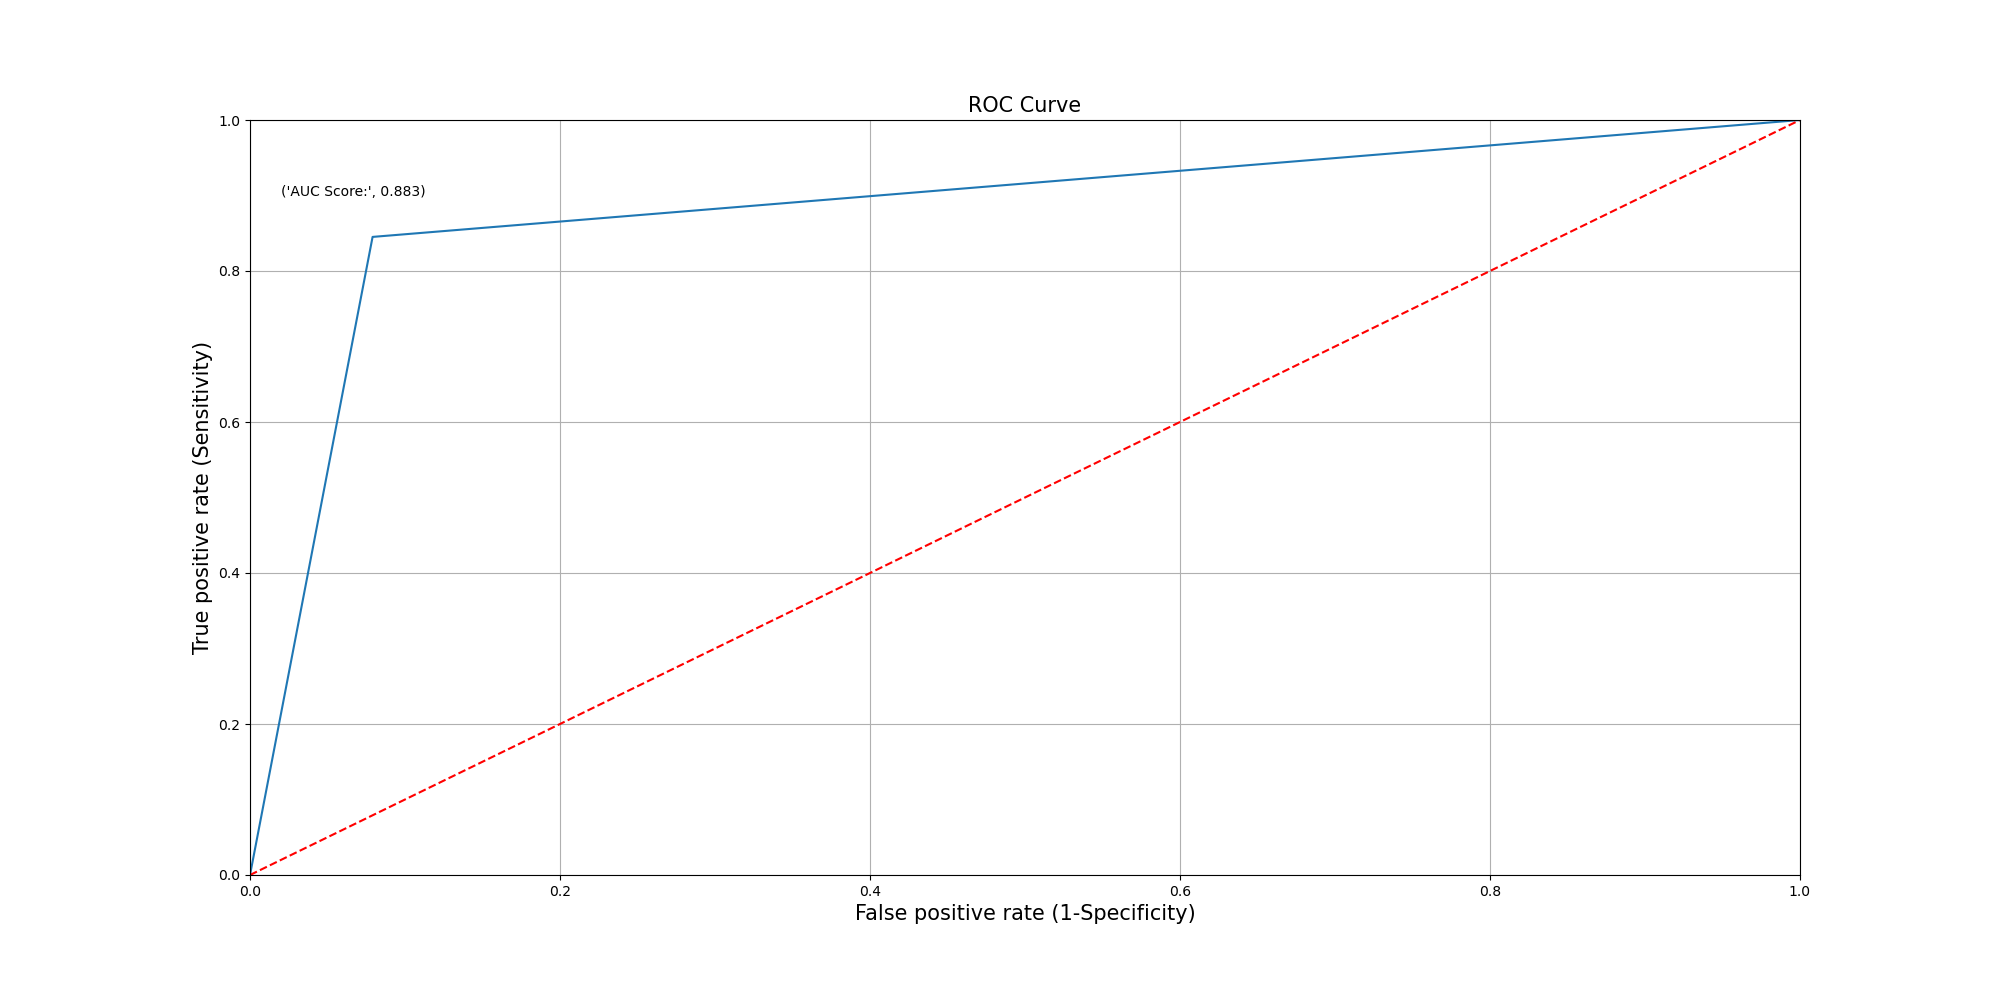 ROC Curve
1.0
('AUC Score:', 0.883)
0.8
0.6
0.4
0.2
0.0
True positive rate (Sensitivity)
0.0 0.2 0.4 0.6 0.8 1.0
False positive rate (1-Specificity)